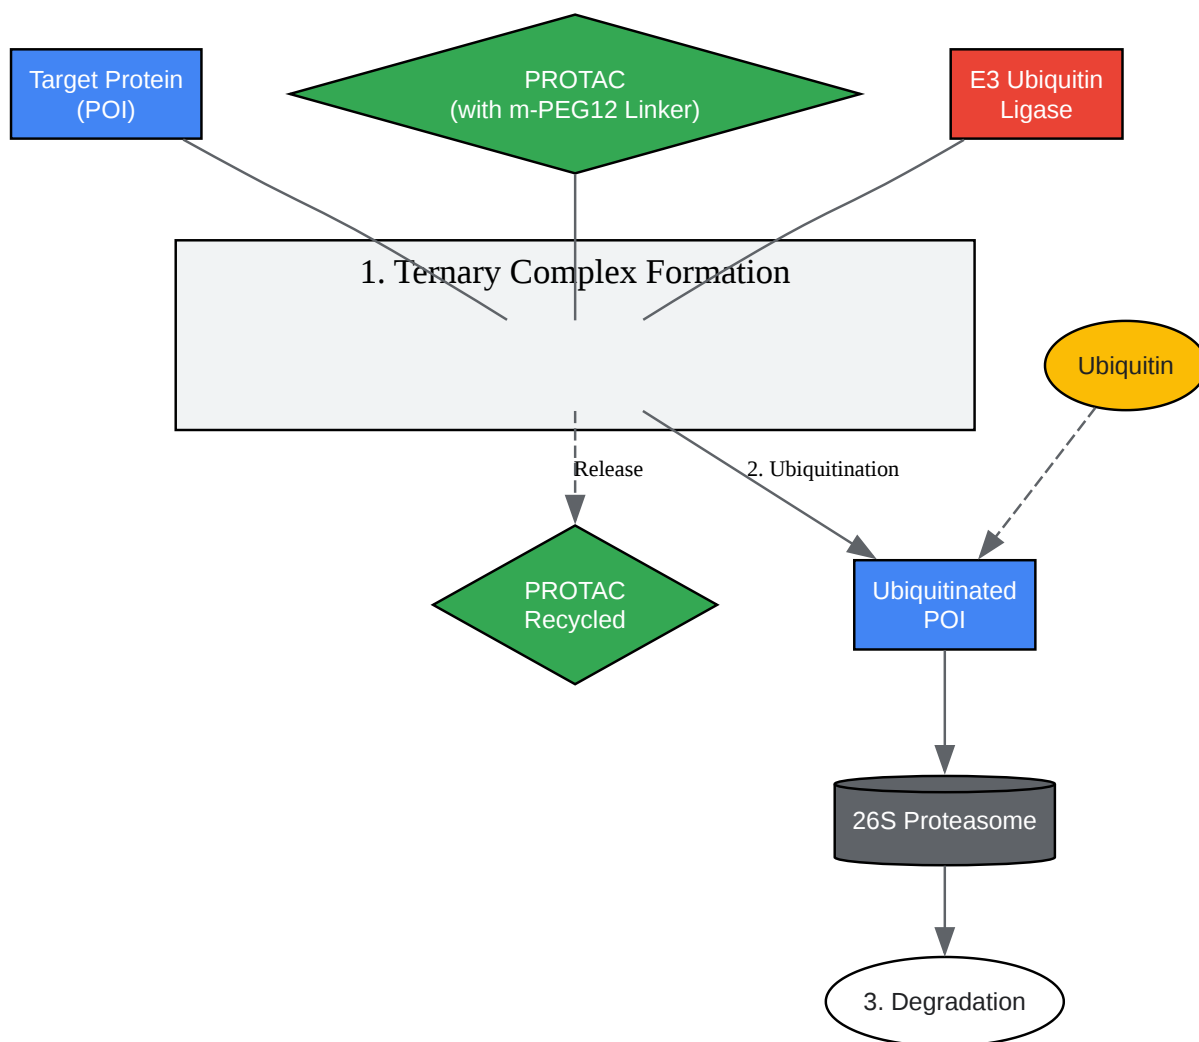 Target Protein
(POI)
PROTAC
(with m-PEG12 Linker)
E3 Ubiquitin
Ligase
1. Ternary Complex Formation
Ubiquitin
Release
2. Ubiquitination
PROTAC
Recycled
Ubiquitinated
POI
26S Proteasome
3. Degradation